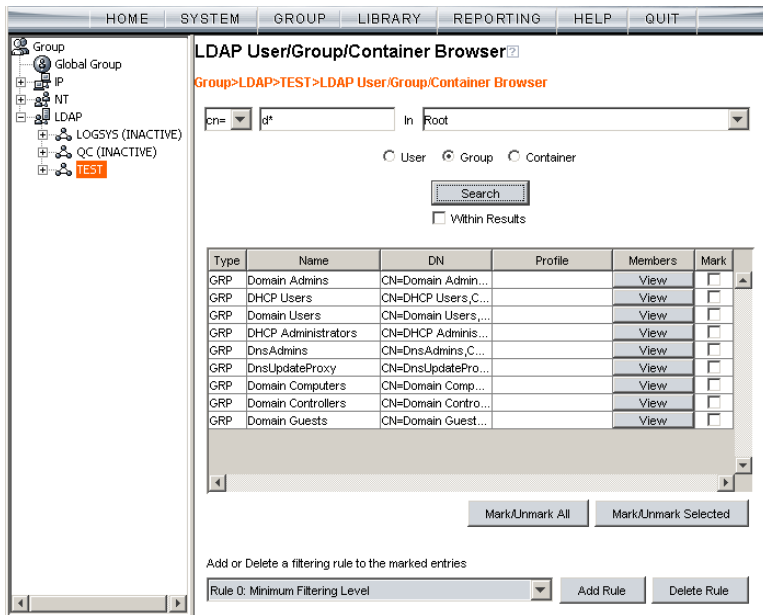 HOME SYSTEM GROUP LIBRARY REPORTING HELP QUIT
Group
Global Group
IP
NT
LDAP
LOGSYS (INACTIVE)
QC (INACTIVE)
TEST
LDAP User/Group/Container Browser
Group>LDAP>TEST>LDAP User/Group/Container Browser
cn= d* In Root
User Group Container
Search
Within Results
Type Name DN Profile Members Mark
GRP Domain Admins CN=Domain Admin... View
GRP DHCP Users CN=DHCP Users,C... View
GRP Domain Users CN=Domain Users,... View
GRP DHCP Administrators CN=DHCP Adminis... View
GRP DnsAdmins CN=DnsAdmins,C... View
GRP DnsUpdateProxy CN=DnsUpdatePro... View
GRP Domain Computers CN=Domain Comp... View
GRP Domain Controllers CN=Domain Contro... View
GRP Domain Guests CN=Domain Guest... View
Mark/Unmark All Mark/Unmark Selected
Add or Delete a filtering rule to the marked entries
Rule 0: Minimum Filtering Level Add Rule Delete Rule